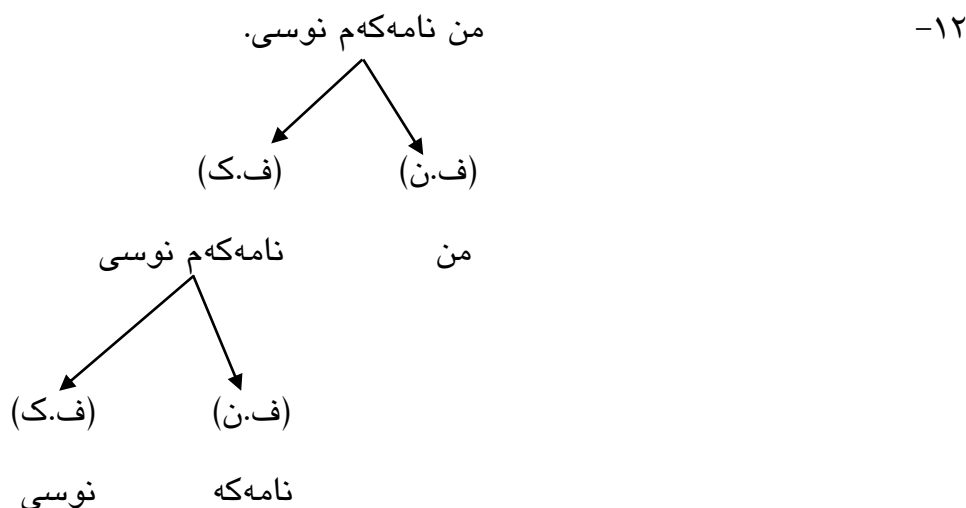 ١٢- من نامەکەم نوسی.
(ف.ن) (ف.ک)
من نامەکەم نوسی
(ف.ن) (ف.ک)
نامەکە نوسی